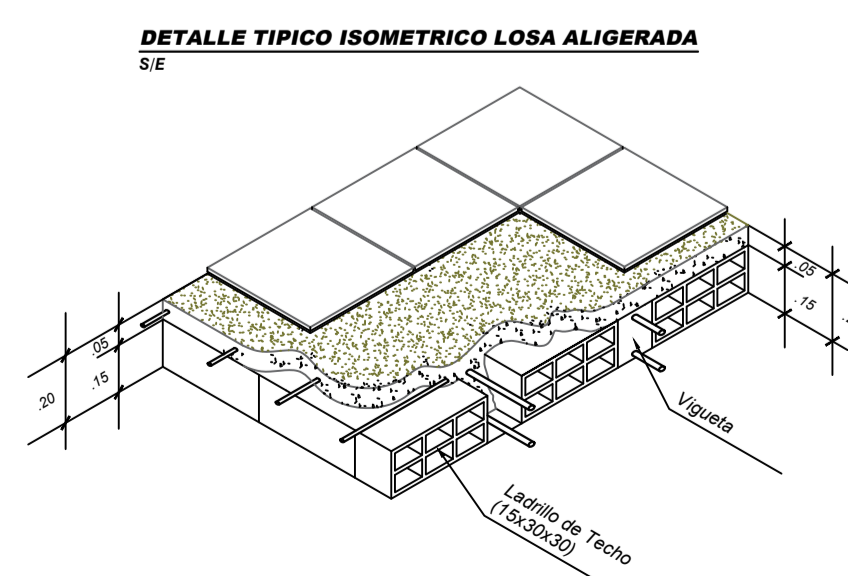 DETALLE TIPICO ISOMETRICO LOSA ALIGERADA
S/E
.05
.15
.05
.15
.20
Vigueta
Ladrillo de Techo
(15x30x30)